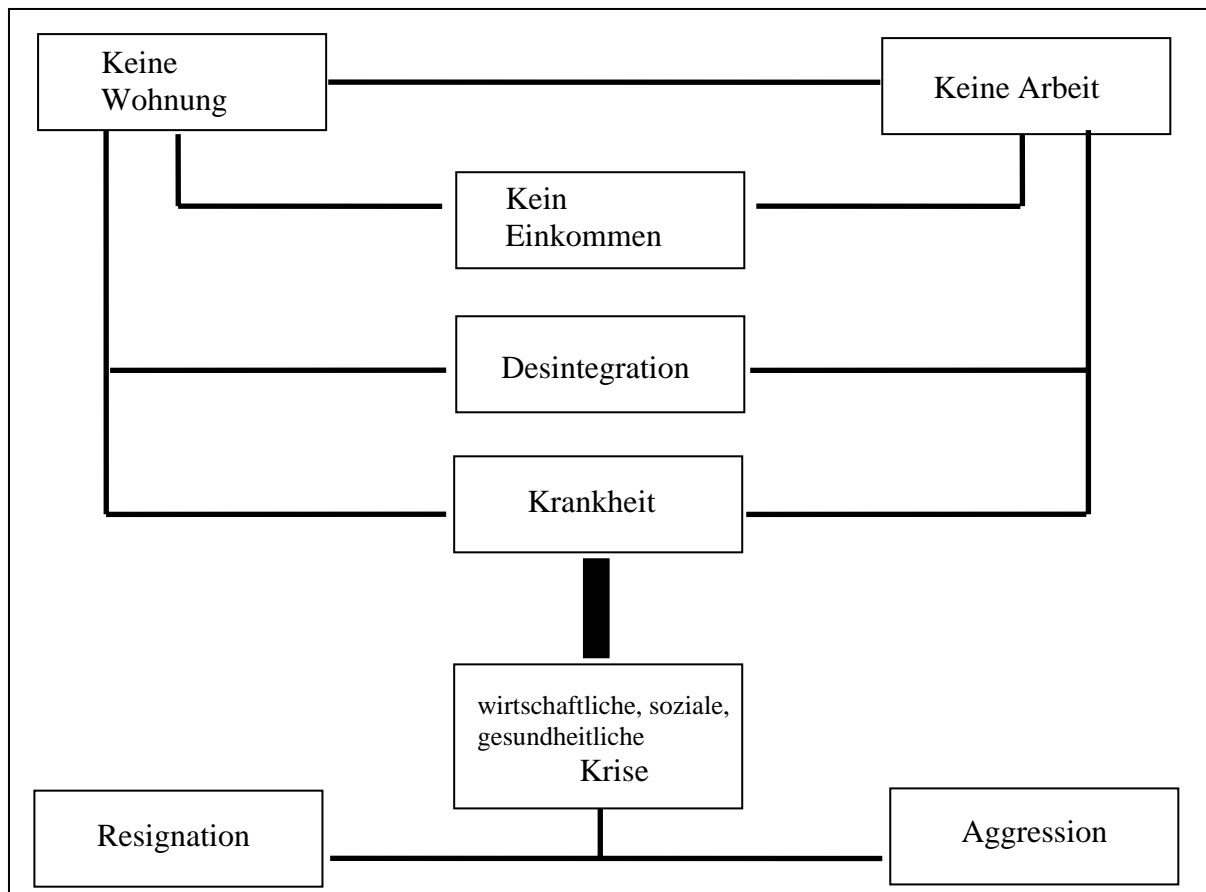 Keine
Wohnung
Keine Arbeit
Kein
Einkommen
Desintegration
Krankheit
wirtschaftliche, soziale,
gesundheitliche
Krise
Resignation
Aggression